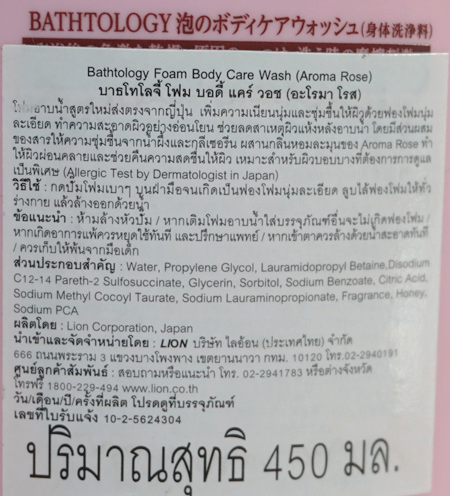 BATHTOLOGY 泡のボディケアウォッシュ(身体洗浄料)
Bathtology Foam Body Care Wash (Aroma Rose)
บาธโทโลจี้ โฟม บอดี้ แคร์ วอช (อะโรมา โรส)
โฟมอาบน้ำสูตรใหม่ส่งตรงจากญี่ปุ่น เพิ่มความเนียนนุ่มและชุ่มชื้นให้ผิวด้วยฟองโฟมนุ่ม
ละเอียด ทำความสะอาดผิวอย่างอ่อนโยน ช่วยลดสาเหตุผิวแห้งหลังอาบน้ำ โดยมีส่วนผสม
ของสารให้ความชุ่มชื้นจากน้ำผึ้งและกลีเซอรีน ผสานกลิ่นหอมละมุนของ Aroma Rose ทำ
ให้ผิวผ่อนคลายและช่วยคืนความสดชื่นให้ผิว เหมาะสำหรับผิวบอบบางที่ต้องการการดูแล
เป็นพิเศษ (Allergic Test by Dermatologist in Japan)
วิธีใช้ : กดปั๊มโฟมเบาๆ บนฝ่ามือจนเกิดเป็นฟองโฟมนุ่มละเอียด ลูบไล้ฟองโฟมให้ทั่ว
ร่างกาย แล้วล้างออกด้วยน้ำ
ข้อแนะนำ : ห้ามล้างหัวปั๊ม / หากเติมโฟมอาบน้ำใส่บรรจุภัณฑ์อื่นจะไม่เกิดฟองโฟม /
หากเกิดอาการแพ้ควรหยุดใช้ทันที และปรึกษาแพทย์ / หากเข้าตาควรล้างด้วยน้ำสะอาดทันที
/ ควรเก็บให้พ้นจากมือเด็ก
ส่วนประกอบสำคัญ : Water, Propylene Glycol, Lauramidopropyl Betaine,Disodium
C12-14 Pareth-2 Sulfosuccinate, Glycerin, Sorbitol, Sodium Benzoate, Citric Acid,
Sodium Methyl Cocoyl Taurate, Sodium Lauraminopropionate, Fragrance, Honey,
Sodium PCA
ผลิตโดย : Lion Corporation, Japan
นำเข้าและจัดจำหน่ายโดย : LION บริษัท ไลอ้อน (ประเทศไทย) จำกัด
666 ถนนพระราม 3 แขวงบางโพงพาง เขตยานนาวา กทม. 10120 โทร.02-2940191
ศูนย์ลูกค้าสัมพันธ์ : สอบถามหรือแนะนำ โทร. 02-2941783 หรือต่างจังหวัด
โทรฟรี 1800-229-494 www.lion.co.th
วัน/เดือน/ปี/ครั้งที่ผลิต โปรดดูที่บรรจุภัณฑ์
เลขที่ใบรับแจ้ง 10-2-5624304
ปริมาณสุทธิ 450 มล.